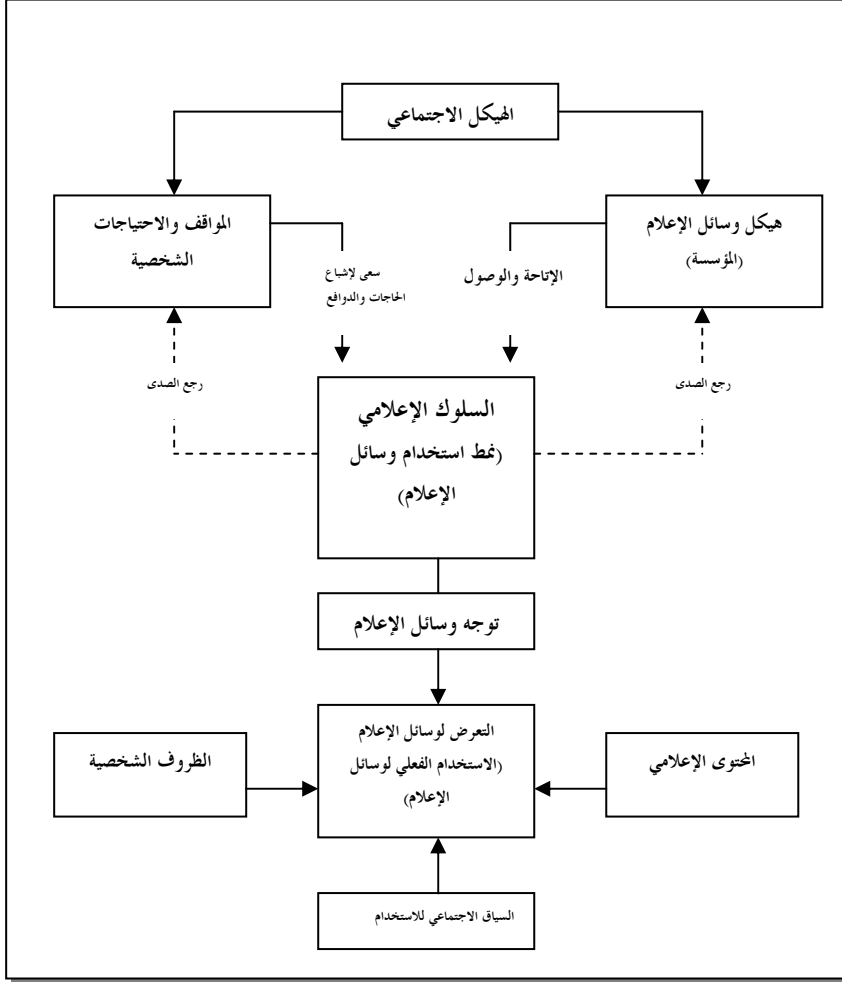 الهيكل الاجتماعي
هيكل وسائل الإعلام
(المؤسسة)
المواقف والاحتياجات
الشخصية
الإتاحة والوصول
سعى لإشباع
الحاجات والدوافع
رجع الصدى
رجع الصدى
السلوك الإعلامي
(نمط استخدام وسائل
الإعلام)
توجه وسائل الإعلام
المحتوى الإعلامي
التعرض لوسائل الإعلام
(الاستخدام الفعلي لوسائل
الإعلام)
الظروف الشخصية
السياق الاجتماعي للاستخدام